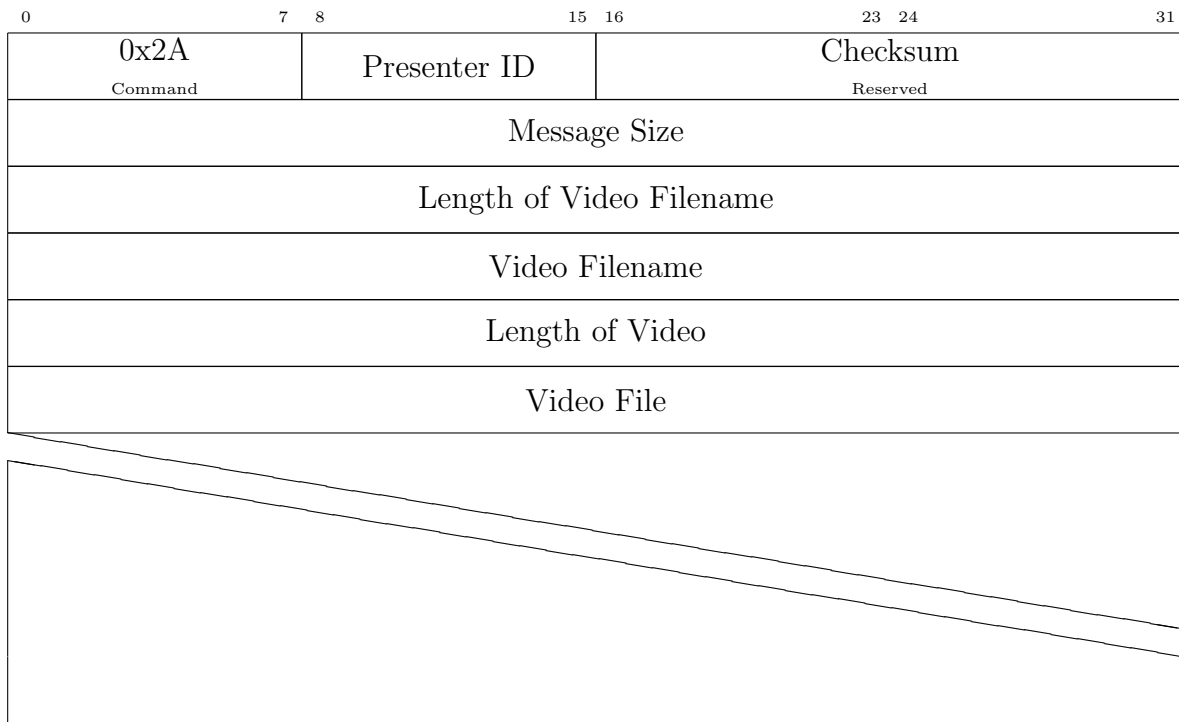 0 7 8 15 16 23 24 31
0x2A Presenter ID Checksum
Command Reserved
Message Size
Length of Video Filename
Video Filename
Length of Video
Video File